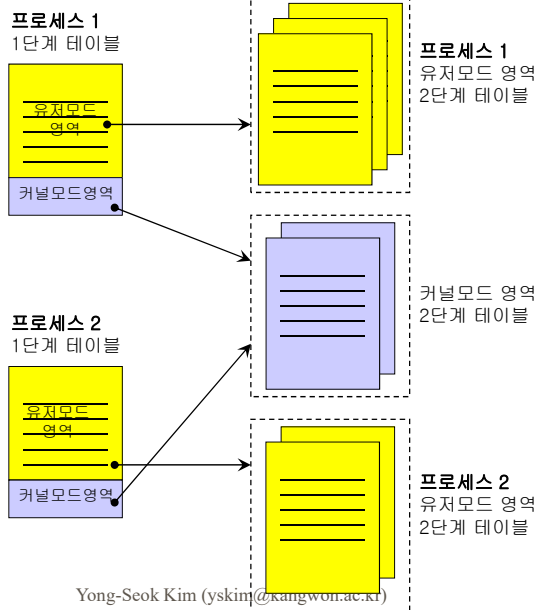 프로세스 1
1단계 테이블
유저모드
영역
커널모드영역
프로세스 1
유저모드 영역
2단계 테이블
커널모드 영역
2단계 테이블
프로세스 2
1단계 테이블
유저모드
영역
커널모드영역
프로세스 2
유저모드 영역
2단계 테이블
Yong-Seok Kim (yskim@kangwon.ac.kr)